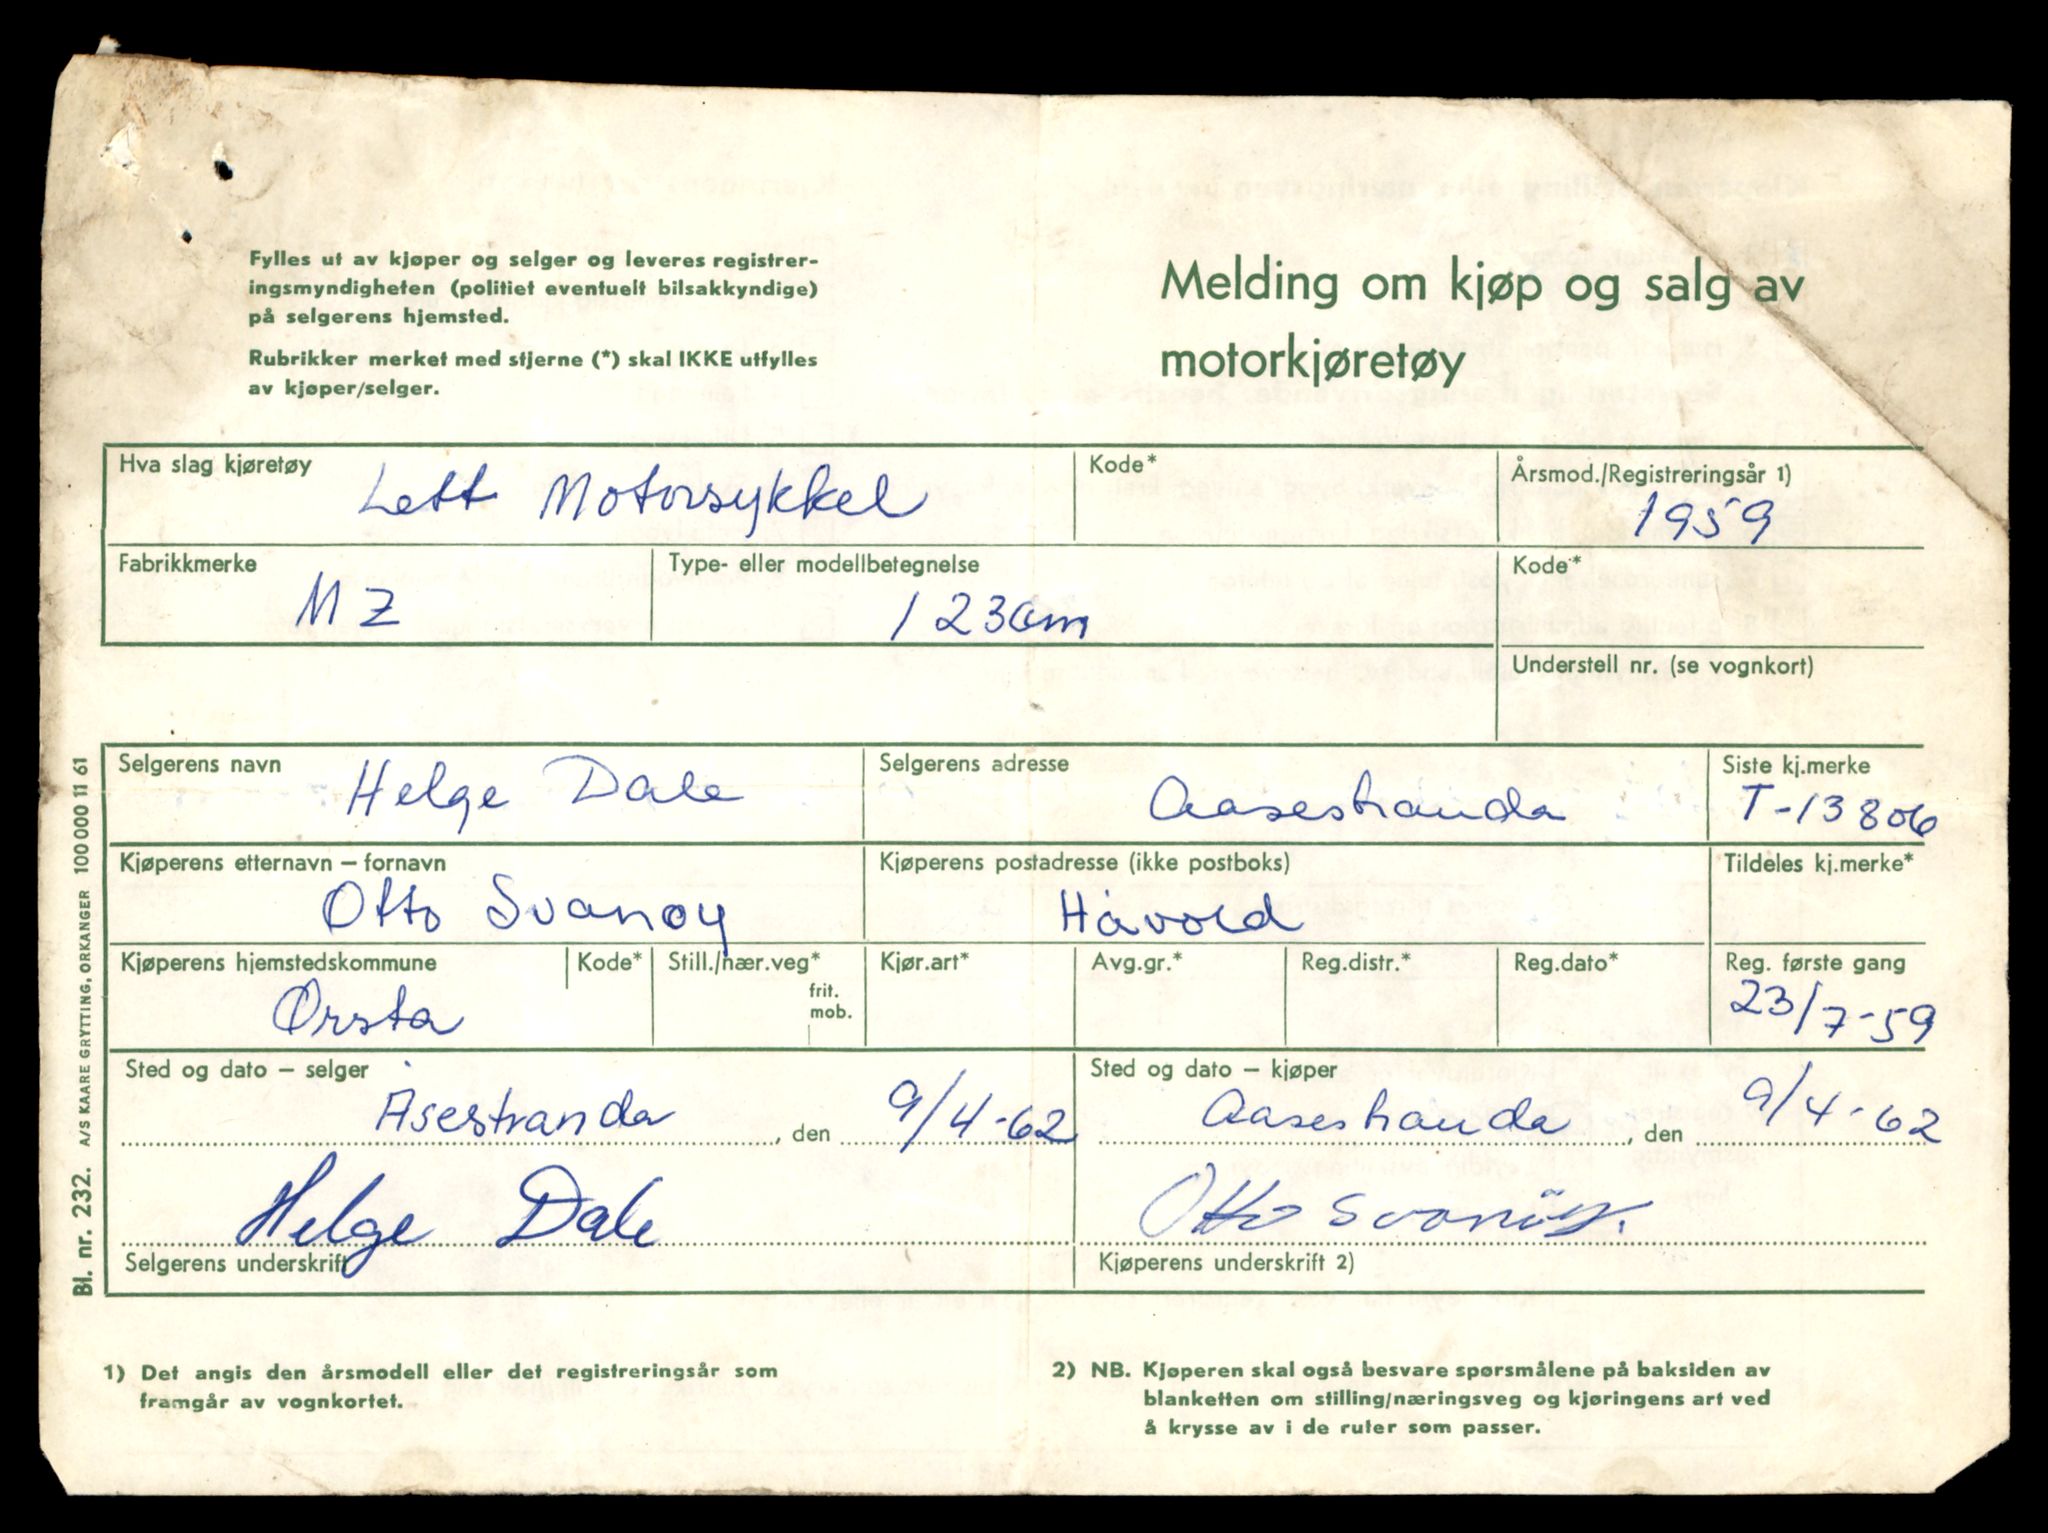 Fylles ut av kjøper og selger og leveres registrer-
ingsmyndigheten (politiet eventuelt bilsakkyndige)
på selgerens hjemsted.
Rubrikker merket med stjerne (*) skal IKKE utfylles
av kjøper/selger.
Melding om kjøp og salg av
motorkjøretøy
Hva slag kjøretøy Kode* Årsmod./Registreringsår 1)
Lett Motorsykkel 1959
Fabrikkmerke Type- eller modellbetegnelse Kode*
MZ 123 ccm
Understell nr. (se vognkort)
Selgerens navn Selgerens adresse Siste kj.merke
Helge Dale Aasestranda T-13806
Kjøperens etternavn – fornavn Kjøperens postadresse (ikke postboks) Tildeles kj.merke*
Otto Svanøy Håvold
Kjøperens hjemstedskommune Kode* Still./nær.veg* Kjør.art* Avg.gr.* Reg.distr.* Reg.dato* Reg. første gang
frit.
mob.
Ørsta 23/7-59
Sted og dato – selger Sted og dato – kjøper
Åsestranda, den 9/4-62 Aasestranda, den 9/4-62
Helge Dale Otto Svanöy.
Selgerens underskrift Kjøperens underskrift 2)
1) Det angis den årsmodell eller det registreringsår som
framgår av vognkortet.
2) NB. Kjøperen skal også besvare spørsmålene på baksiden av
blanketten om stilling/næringsveg og kjøringens art ved
å krysse av i de ruter som passer.
Bl. nr. 232. A/S KAARE GRYTTING, ORKANGER 100 000 11 61